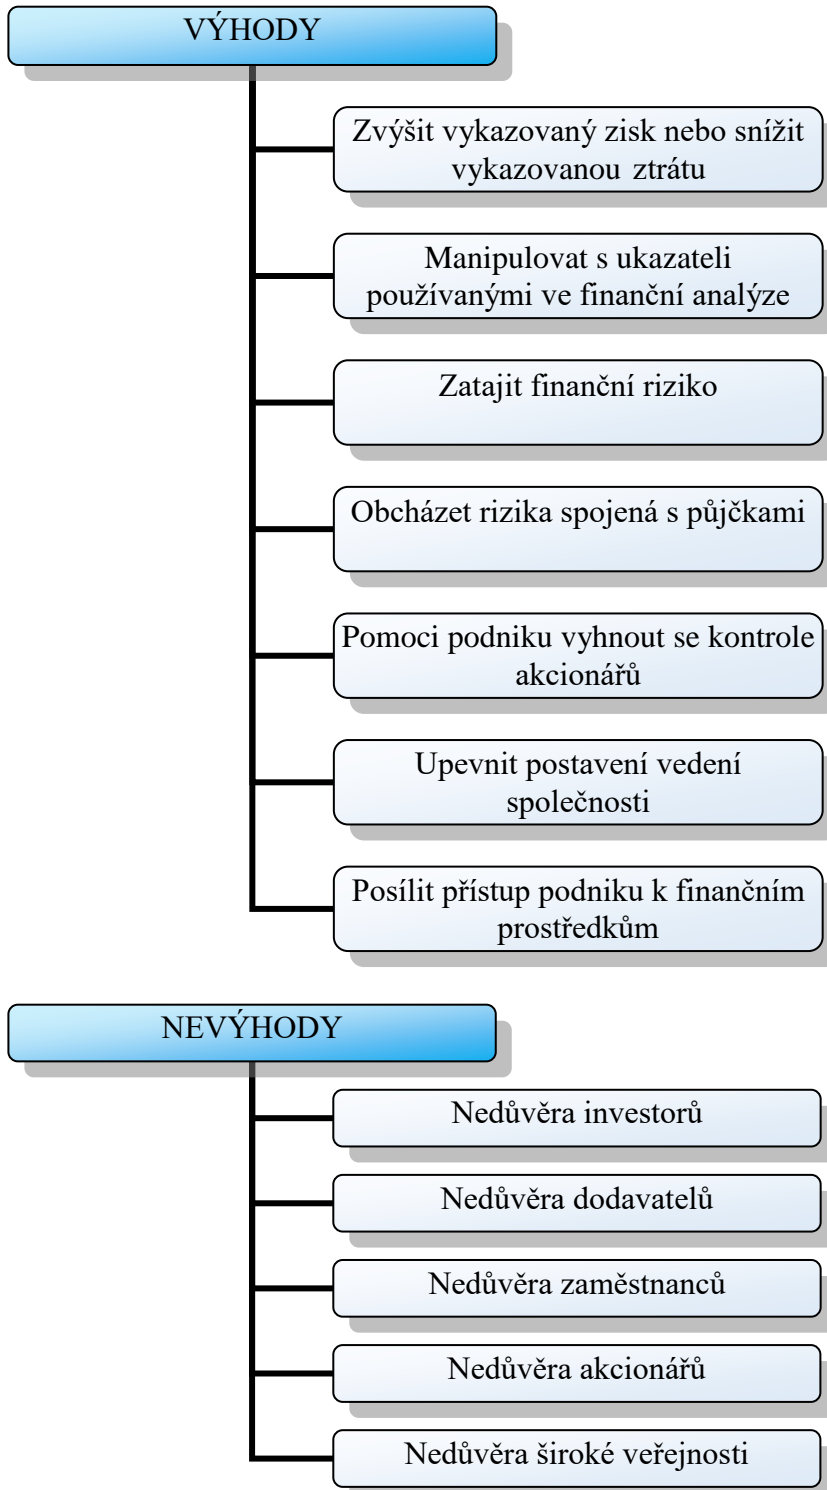 VÝHODY
Zvýšit vykazovaný zisk nebo snížit
vykazovanou ztrátu
Manipulovat s ukazateli
používanými ve finanční analýze
Zatajit finanční riziko
Obcházet rizika spojená s půjčkami
Pomoci podniku vyhnout se kontrole
akcionářů
Upevnit postavení vedení
společnosti
Posílit přístup podniku k finančním
prostředkům
NEVÝHODY
Nedůvěra investorů
Nedůvěra dodavatelů
Nedůvěra zaměstnanců
Nedůvěra akcionářů
Nedůvěra široké veřejnosti